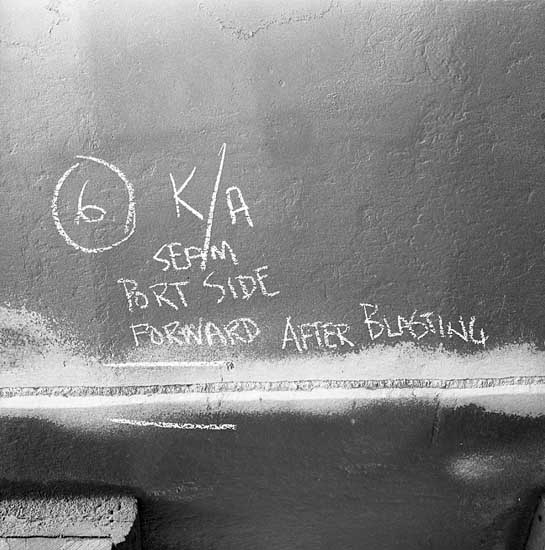 6 K/A
SEAM
PORT SIDE
FORWARD AFTER BLASTING